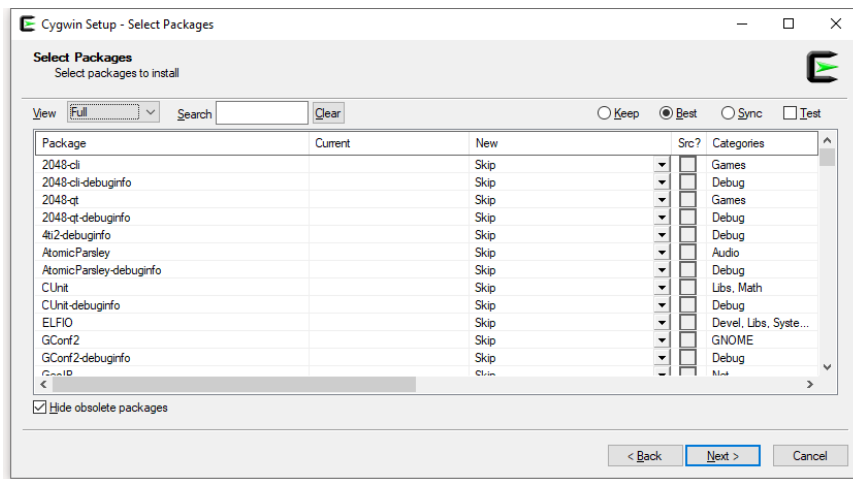 Cygwin Setup - Select Packages
Select Packages
Select packages to install
View Full Search Clear Keep Best Sync Test
Package Current New Src? Categories
2048-cli Skip Games
2048-cli-debuginfo Skip Debug
2048-qt Skip Games
2048-qt-debuginfo Skip Debug
4ti2-debuginfo Skip Debug
AtomicParsley Skip Audio
AtomicParsley-debuginfo Skip Debug
CUnit Skip Libs, Math
CUnit-debuginfo Skip Debug
ELFIO Skip Devel, Libs, Syste...
GConf2 Skip GNOME
GConf2-debuginfo Skip Debug
GeoIP Skip Net
Hide obsolete packages
< Back Next > Cancel